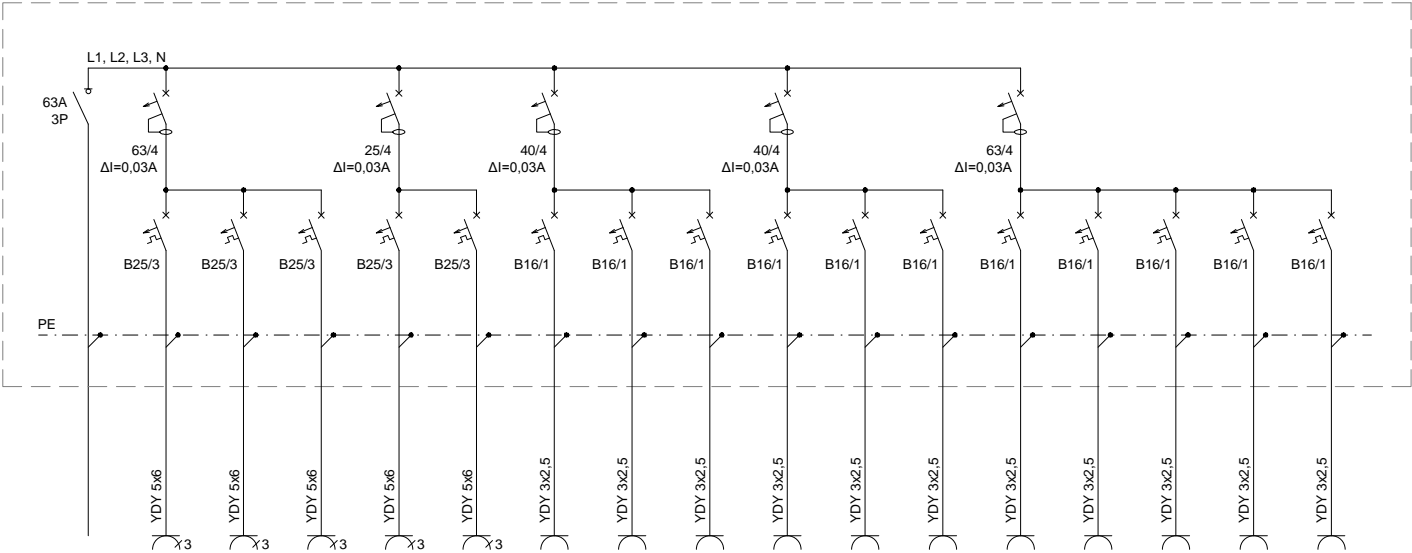 L1, L2, L3, N
63A
3P
63/4
ΔI=0,03A
25/4
ΔI=0,03A
40/4
ΔI=0,03A
40/4
ΔI=0,03A
63/4
ΔI=0,03A
B25/3
B25/3
B25/3
B25/3
B25/3
B16/1
B16/1
B16/1
B16/1
B16/1
B16/1
B16/1
B16/1
B16/1
B16/1
B16/1
PE
YDY 5x6
YDY 5x6
YDY 5x6
YDY 5x6
YDY 5x6
YDY 3x2,5
YDY 3x2,5
YDY 3x2,5
YDY 3x2,5
YDY 3x2,5
YDY 3x2,5
YDY 3x2,5
YDY 3x2,5
YDY 3x2,5
YDY 3x2,5
YDY 3x2,5
3
3
3
3
3